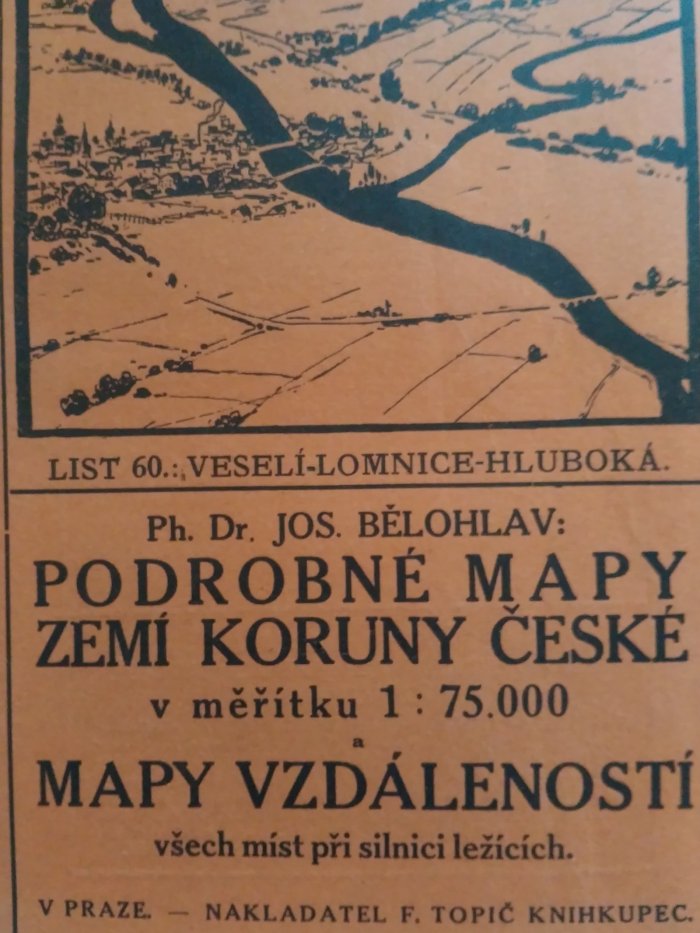 LIST 60.: VESELÍ-LOMNICE-HLUBOKÁ.
Ph. Dr. JOS. BĚLOHLAV:
PODROBNÉ MAPY
ZEMÍ KORUNY ČESKÉ
v měřítku 1 : 75.000
a
MAPY VZDÁLENOSTÍ
všech míst při silnici ležících.
V PRAZE. — NAKLADATEL F. TOPIČ KNIHKUPEC.